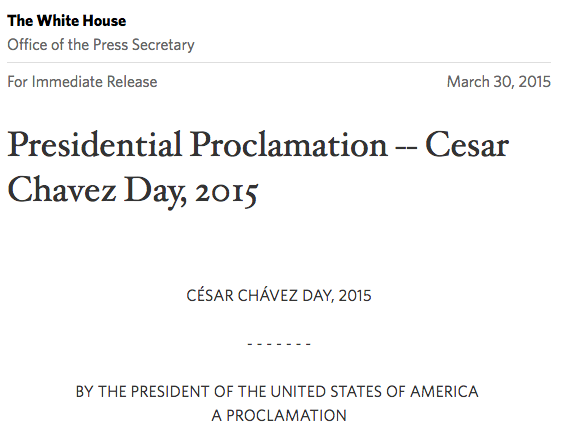 The White House
Office of the Press Secretary
For Immediate Release March 30, 2015
Presidential Proclamation -- Cesar
Chavez Day, 2015
CÉSAR CHÁVEZ DAY, 2015
- - - - - - -
BY THE PRESIDENT OF THE UNITED STATES OF AMERICA
A PROCLAMATION